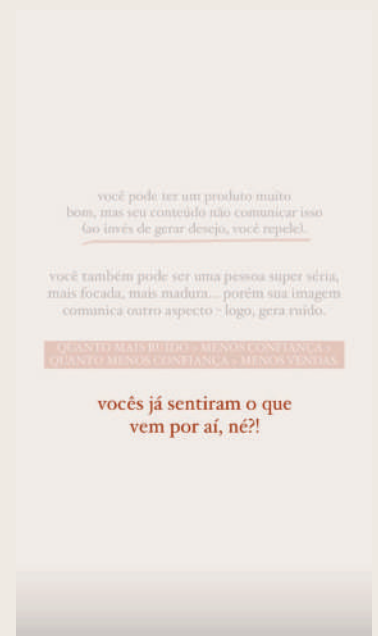 você pode ter um produto muito
bom, mas seu conteúdo não comunicar isso
(ao invés de gerar desejo, você repele).
você também pode ser uma pessoa super séria,
mais focada, mais madura... porém sua imagem
comunica outro aspecto - logo, gera ruído.
QUANTO MAIS RUÍDO = MENOS CONFIANÇA +
QUANTO MENOS CONFIANÇA = MENOS VENDAS
vocês já sentiram o que
vem por aí, né?!